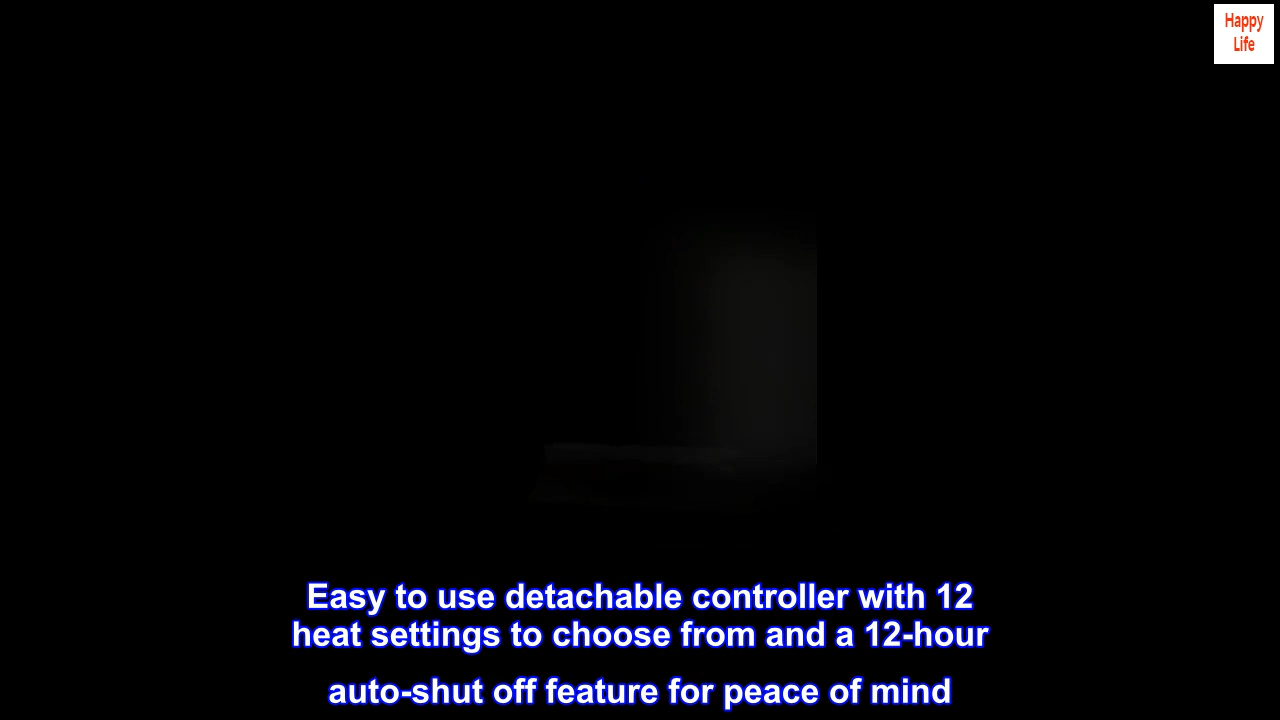 Happy
Life
Easy to use detachable controller with 12
heat settings to choose from and a 12-hour
auto-shut off feature for peace of mind